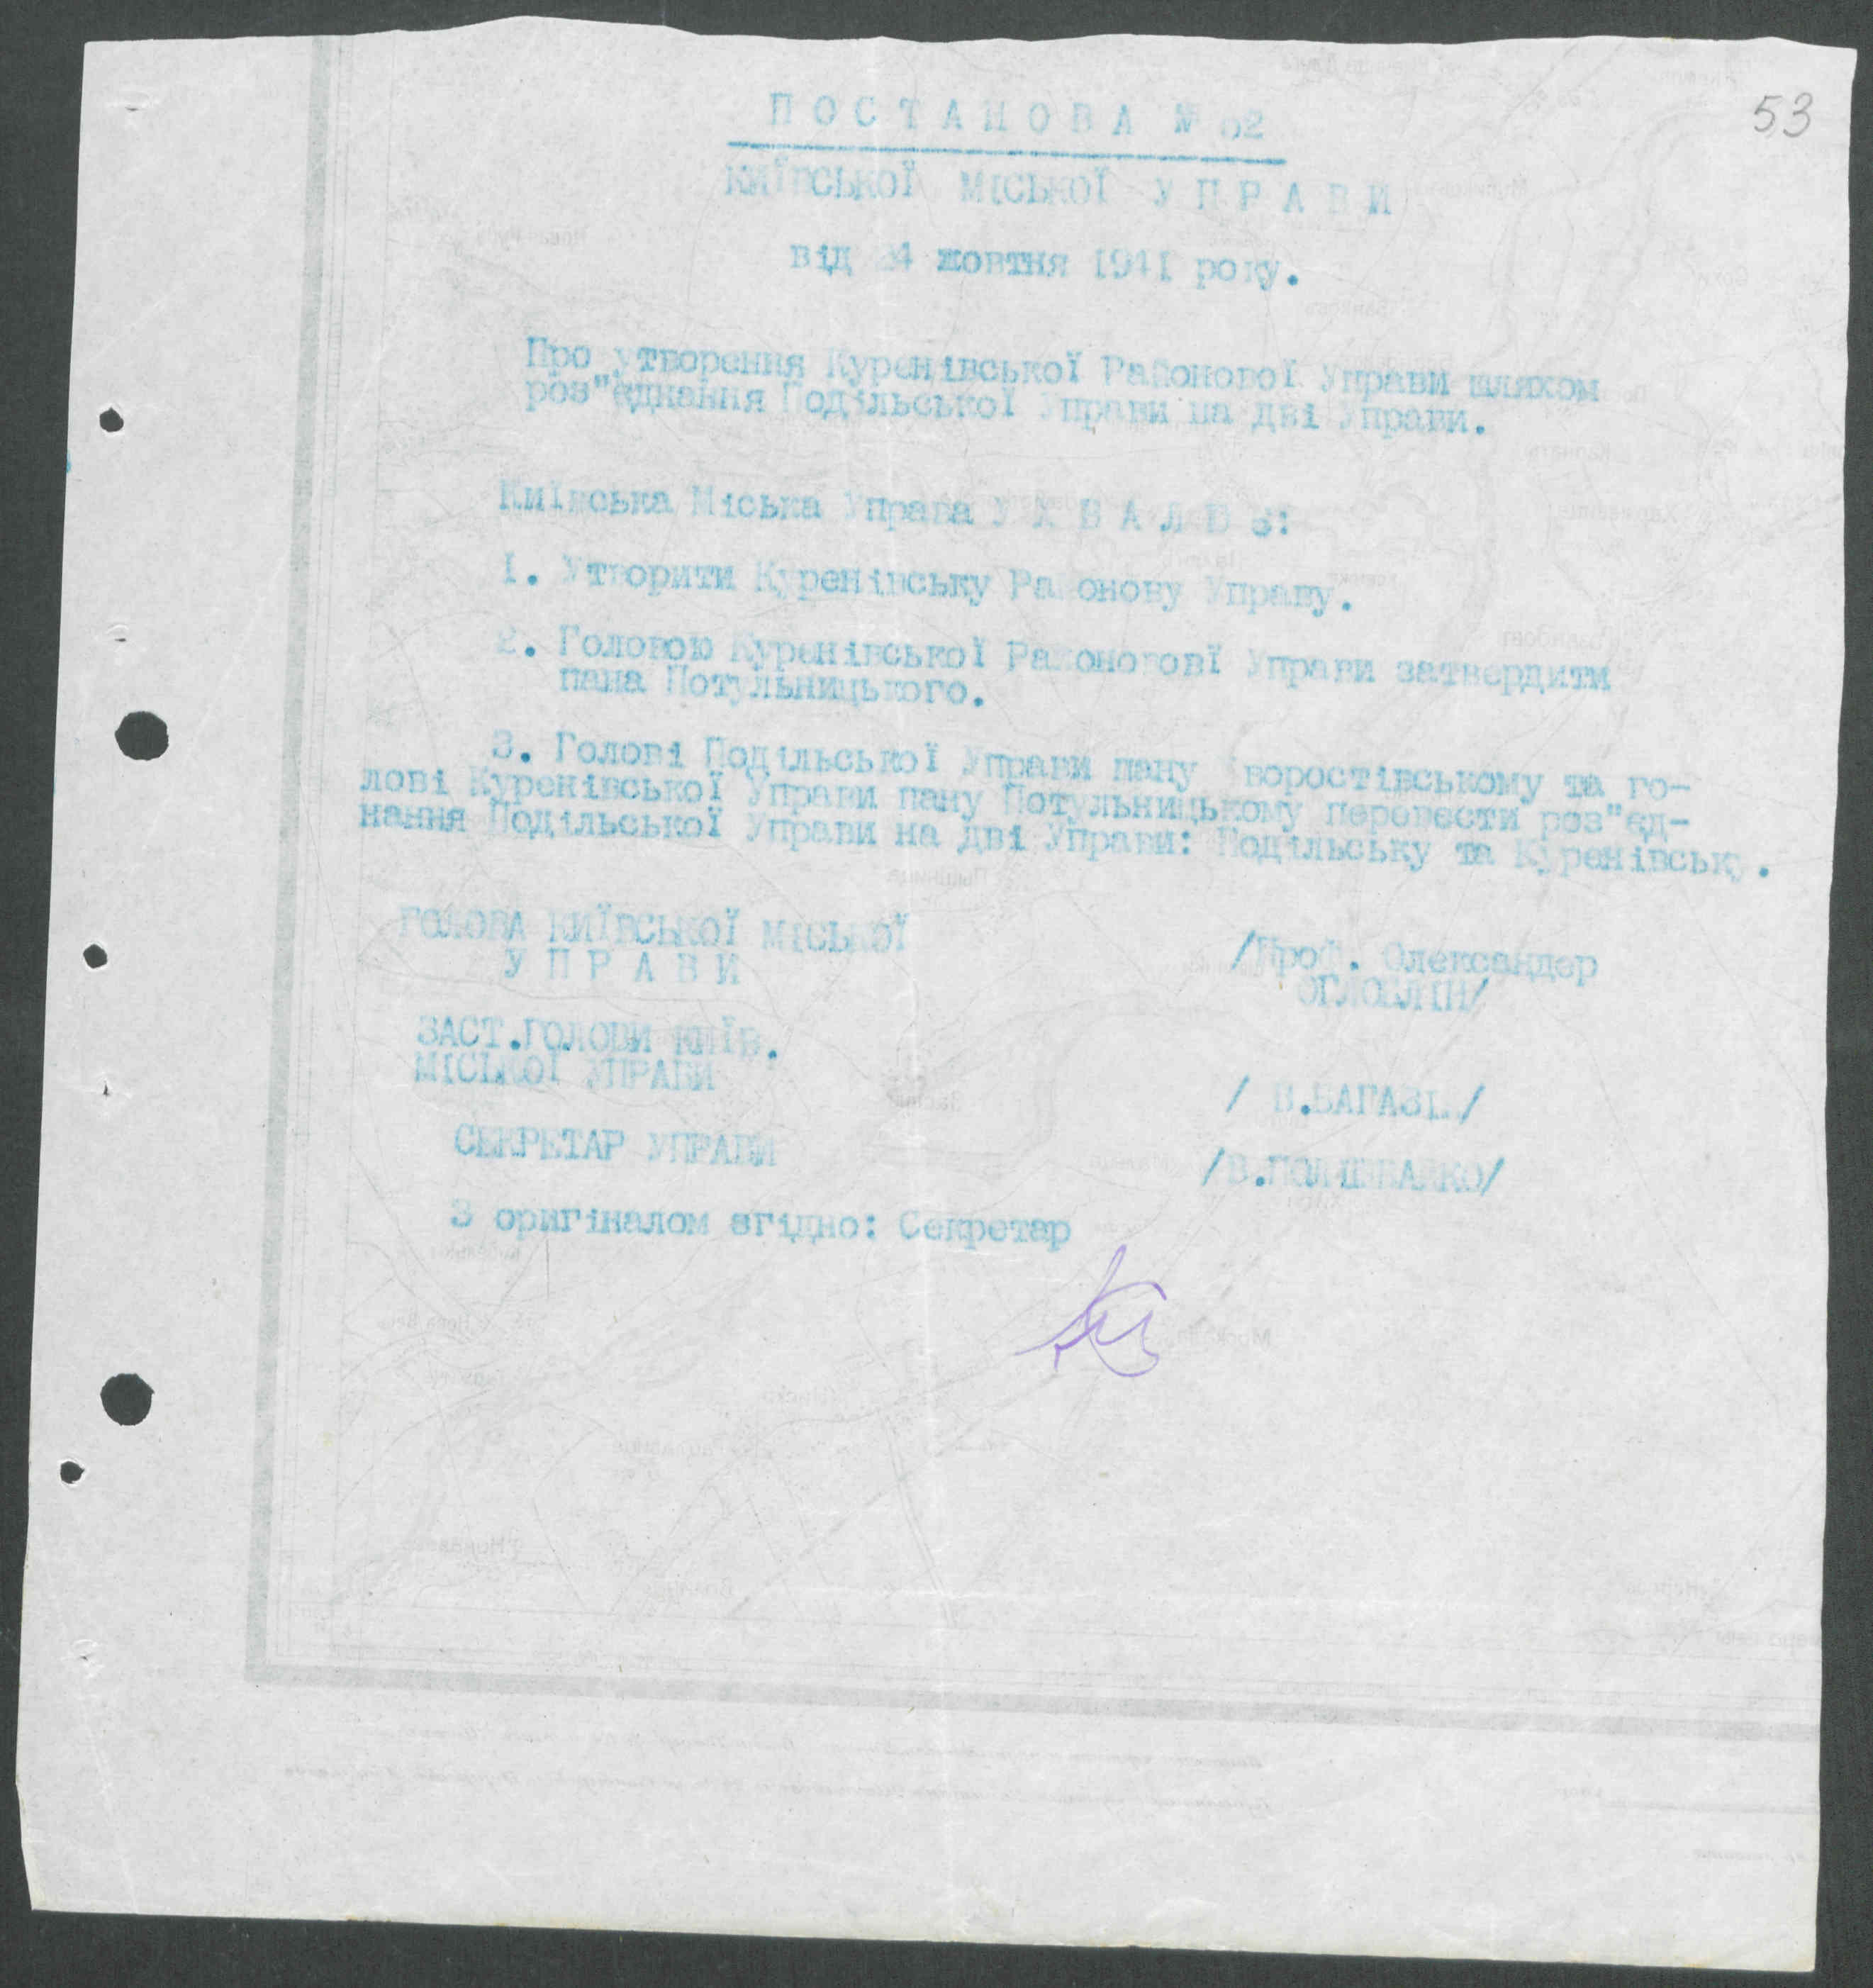 53
ПОСТАНОВА №
КИЇВСЬКОЇ МІСЬКОЇ УПРАВИ
від 24 жовтня 1941 року.
Про утворення Куренівської Районової Управи шляхом
роз"єднання Подільської Управи на дві Управи.
Київська Міська Управа УХВАЛЮЄ:
1. Утворити Куренівську Районову Управу.
2. Головою Куренівської Районовові Управи затвердити
пана Потульницького.
3. Голові Подільської Управи пану та го-
лові Куренівської Управи пану Потульницькому перевести роз"єд-
нання Подільської Управи на дві Управи: Подільську та Куренівську.
ГОЛОВА КИЇВСЬКОЇ МІСЬКОЇ
УПРАВИ
/Проф. Олександер
ОГЛОБЛИН/
ЗАСТ.ГОЛОВИ КИЇВ.
МІСЬКОЇ УПРАВИ
/ В.БАГАЗІЙ/
СЕКРЕТАР УПРАВИ
З оригіналом згідно: Секретар